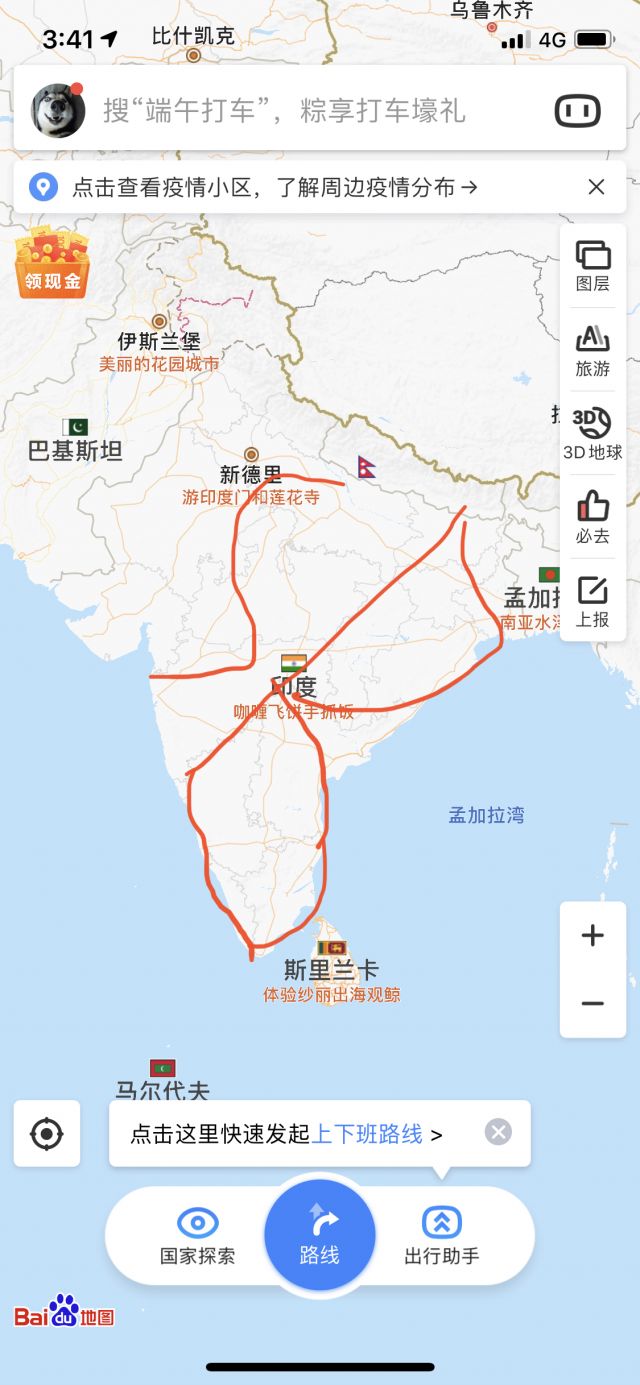 乌鲁木齐
3:41
比什凯克
4G
搜“端午打车”，粽享打车壕礼
点击查看疫情小区，了解周边疫情分布→
领现金
图层
伊斯兰堡
美丽的花园城市
旅游
巴基斯坦
3D
3D地球
新德里
游印度门和莲花寺
必去
孟加拉
南亚水
上报
印度
咖喱飞饼手抓饭
孟加拉湾
斯里兰卡
体验纱丽出海观鲸
马尔代夫
点击这里快速发起上下班路线 >
国家探索
路线
出行助手
Bai du 地图